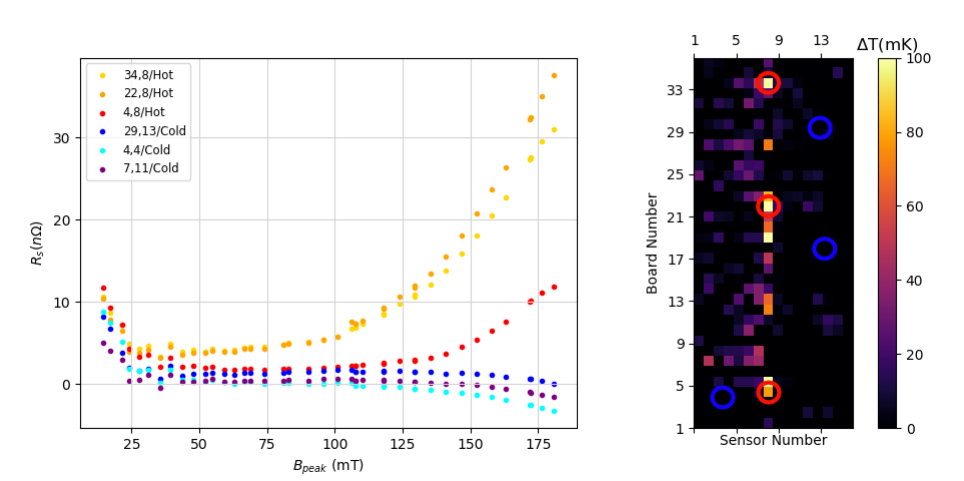 34,8/Hot
22,8/Hot
4,8/Hot
29,13/Cold
4,4/Cold
7,11/Cold
30
20
10
0
R_s(nΩ)
25 50 75 100 125 150 175
B_peak (mT)
1 5 9 13
ΔT(mK)
33
29
25
21
17
13
9
5
1
Board Number
Sensor Number
100
80
60
40
20
0